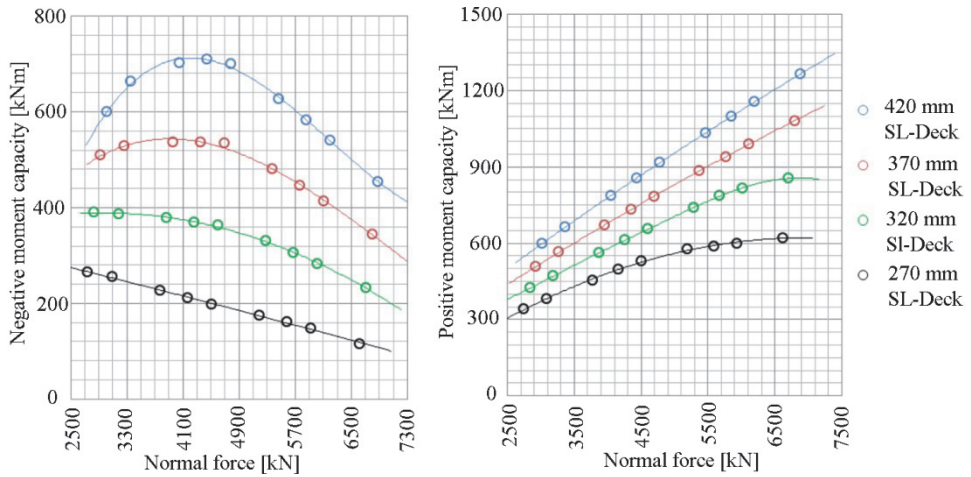 Negative moment capacity [kNm]
800
600
400
200
0
2500
3300
4100
4900
5700
6500
7300
Normal force [kN]
Positive moment capacity [kNm]
1500
1200
900
600
300
0
2500
3500
4500
5500
6500
7500
Normal force [kN]
420 mm
SL-Deck
370 mm
SL-Deck
320 mm
Sl-Deck
270 mm
SL-Deck